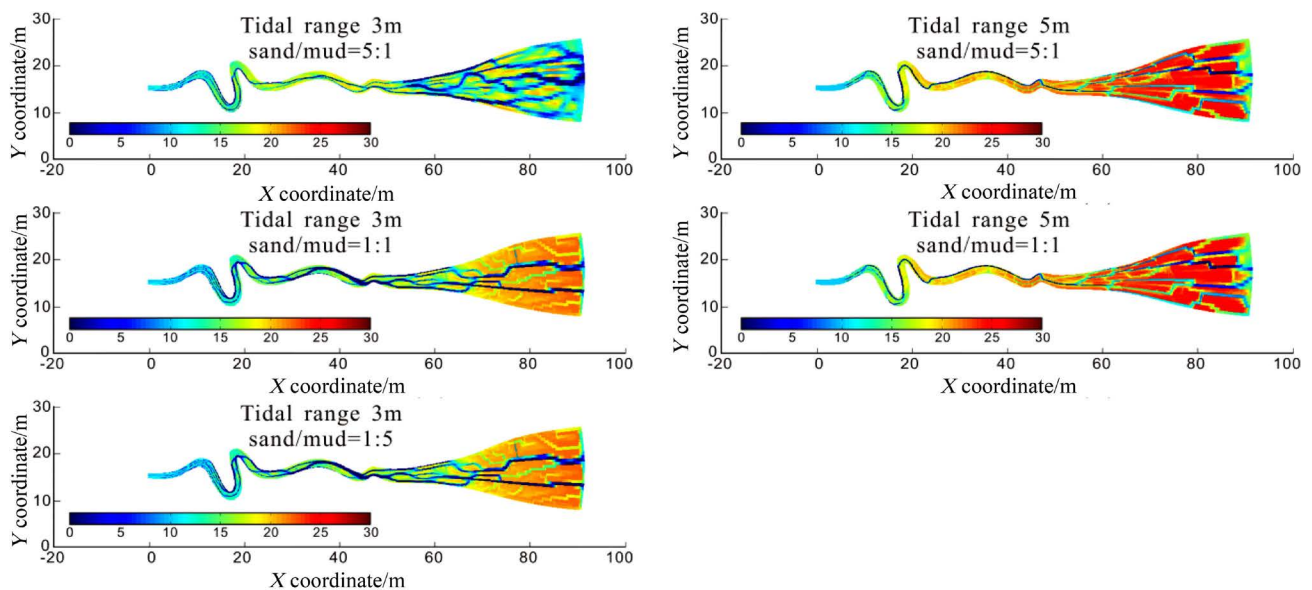 Tidal range 3m
sand/mud=5:1
Y coordinate/m
30
20
10
0
0 5 10 15 20 25 30
-20 0 20 40 60 80 100
X coordinate/m
Tidal range 5m
sand/mud=5:1
Y coordinate/m
30
20
10
0
0 5 10 15 20 25 30
-20 0 20 40 60 80 100
X coordinate/m
Tidal range 3m
sand/mud=1:1
Y coordinate/m
30
20
10
0
0 5 10 15 20 25 30
-20 0 20 40 60 80 100
X coordinate/m
Tidal range 5m
sand/mud=1:1
Y coordinate/m
30
20
10
0
0 5 10 15 20 25 30
-20 0 20 40 60 80 100
X coordinate/m
Tidal range 3m
sand/mud=1:5
Y coordinate/m
30
20
10
0
0 5 10 15 20 25 30
-20 0 20 40 60 80 100
X coordinate/m